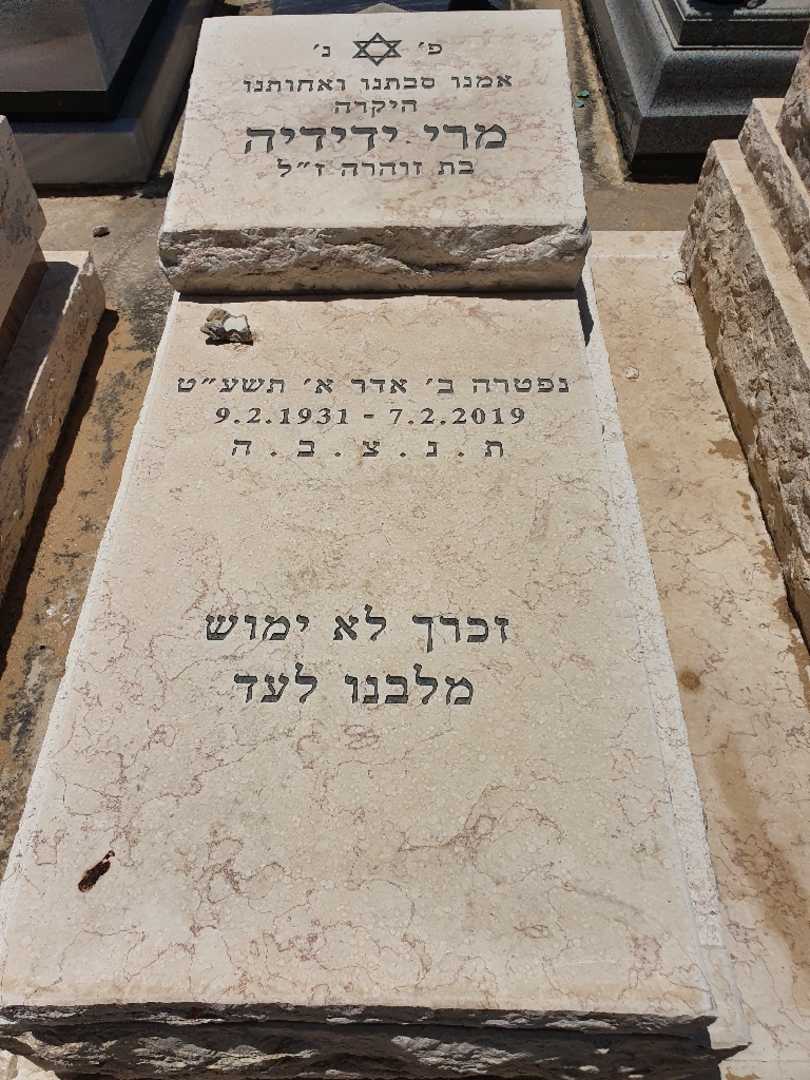 פ׳ נ׳
אמנו סבתנו ואחותנו
היקרה
מרי ידידיה
בת זוהרה ז״ל
נפטרה ב׳ אדר א׳ תשע״ט
9.2.1931 - 7.2.2019
ת . נ . צ . ב . ה
זכרך לא ימוש
מלבנו לעד